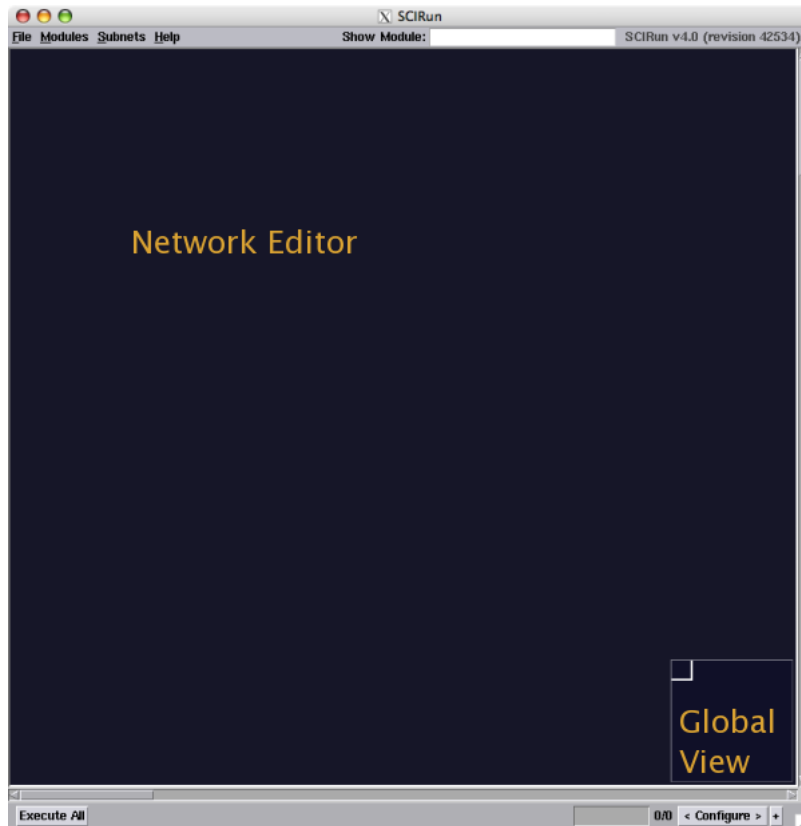 SCIRun
File Modules Subnets Help Show Module: SCIRun v4.0 (revision 42534)
Network Editor
Global
View
Execute All 0/0 < Configure > +